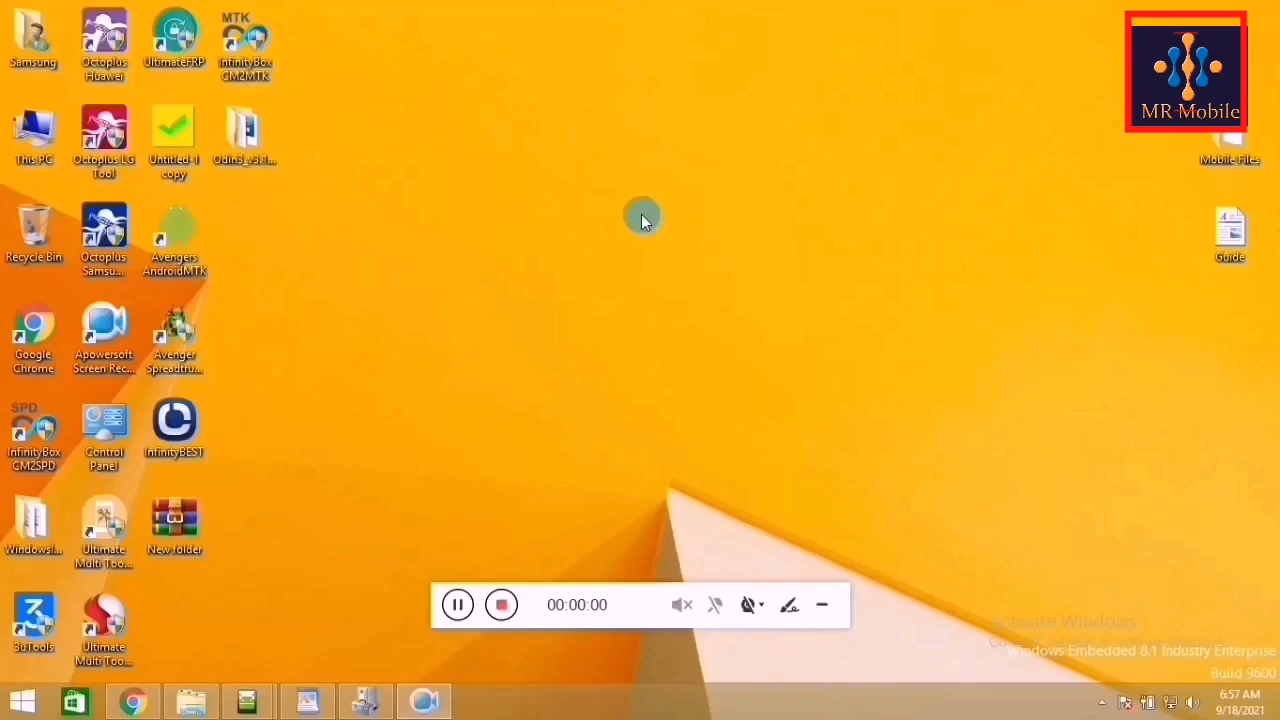 Samsung
Octoplus
Huawei
UltimateFRP
MTK
InfinityBox
CM2MTK
MR Mobile
This PC
Octoplus LG
Tool
Untitled-1
copy
Odin3_v3.1...
Mobile Files
Recycle Bin
Octoplus
Samsu...
Avengers
AndroidMTK
Guide
Google
Chrome
Apowersoft
Screen Rec...
Avenger
Spreadtru...
SPD
InfinityBox
CM2SPD
Control
Panel
InfinityBEST
WindowsI...
Ultimate
Multi Too...
New folder
3uTools
Ultimate
Multi Too...
00:00:00
Activate Windows
Windows Embedded 8.1 Industry Enterprise
Build 9600
6:57 AM
9/18/2021